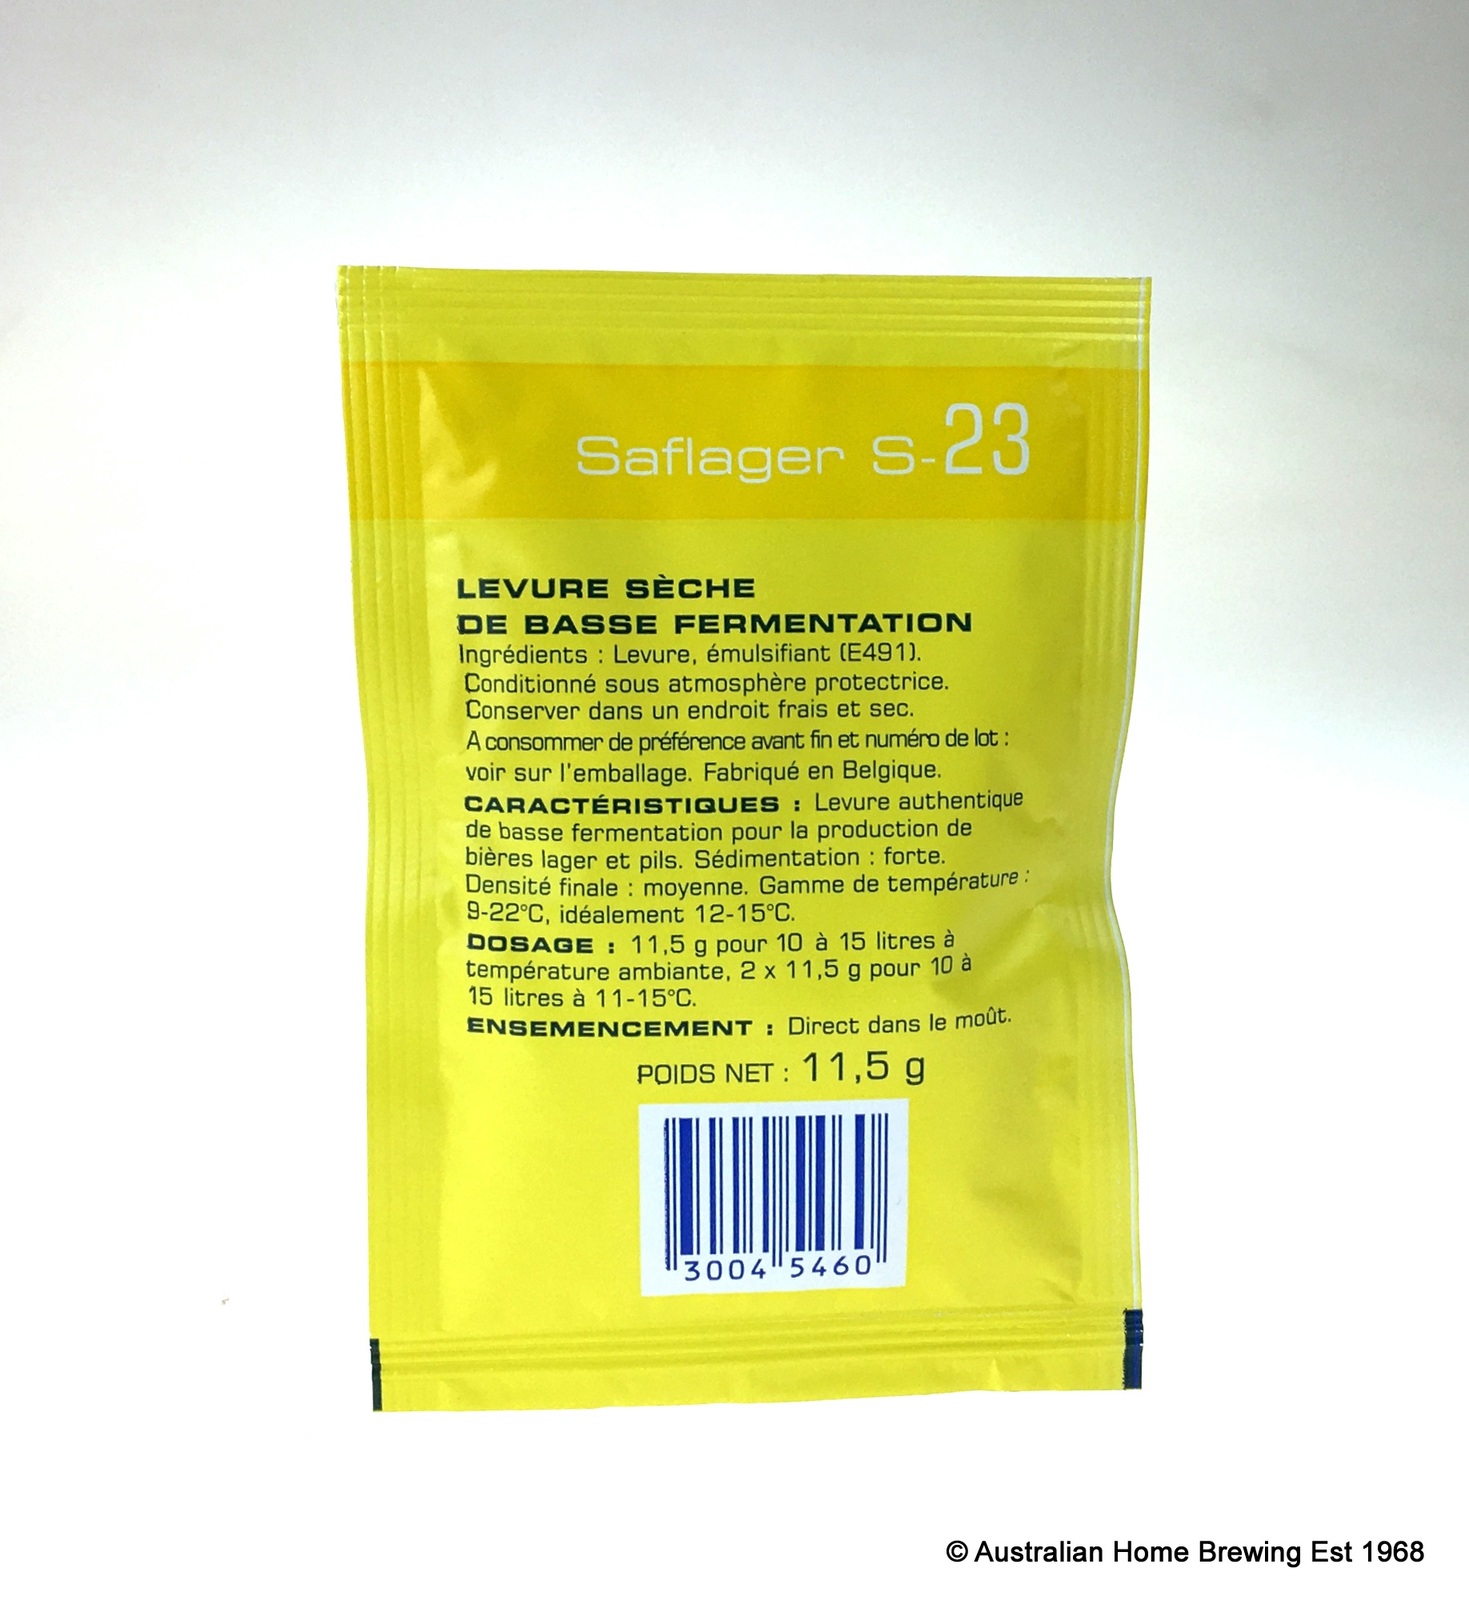 Saflager S-23
LEVURE SÈCHE
DE BASSE FERMENTATION
Ingrédients : Levure, émulsifiant (E491).
Conditionné sous atmosphère protectrice.
Conserver dans un endroit frais et sec.
A consommer de préférence avant fin et numéro de lot :
voir sur l'emballage. Fabriqué en Belgique.
CARACTÉRISTIQUES : Levure authentique
de basse fermentation pour la production de
bières lager et pils. Sédimentation : forte.
Densité finale : moyenne. Gamme de température :
9-22°C, idéalement 12-15°C.
DOSAGE : 11,5 g pour 10 à 15 litres à
température ambiante, 2 x 11,5 g pour 10 à
15 litres à 11-15°C.
ENSEMENCEMENT : Direct dans le moût.
POIDS NET : 11,5 g
3004 5460
© Australian Home Brewing Est 1968